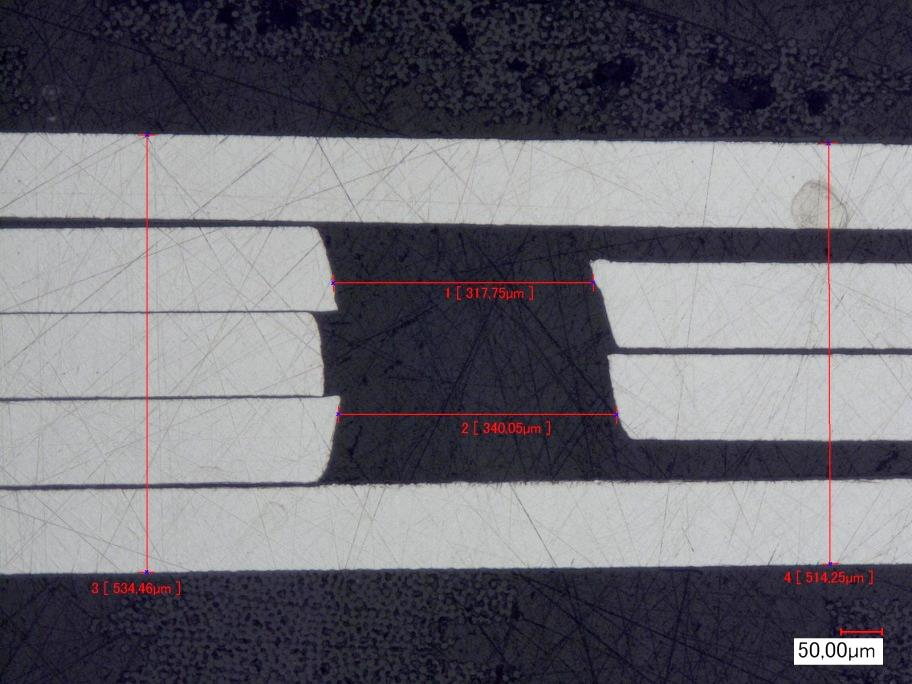 1 [ 317,75µm ]
2 [ 340,05µm ]
3 [ 534,46µm ]
4 [ 514,25µm ]
50,00µm